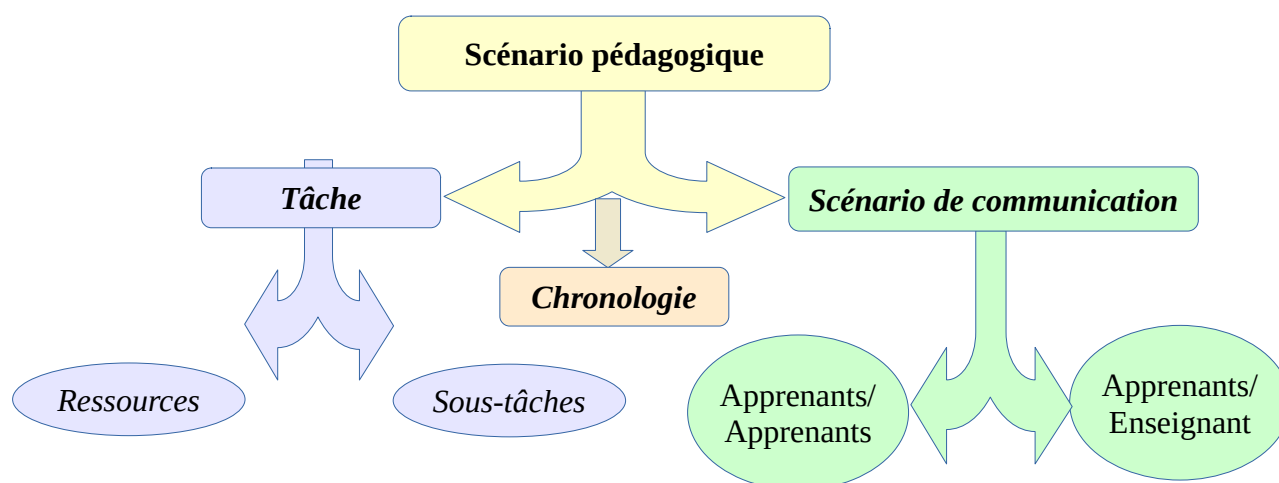 Scénario pédagogique
Tâche
Scénario de communication
Chronologie
Ressources
Sous-tâches
Apprenants/
Apprenants
Apprenants/
Enseignant